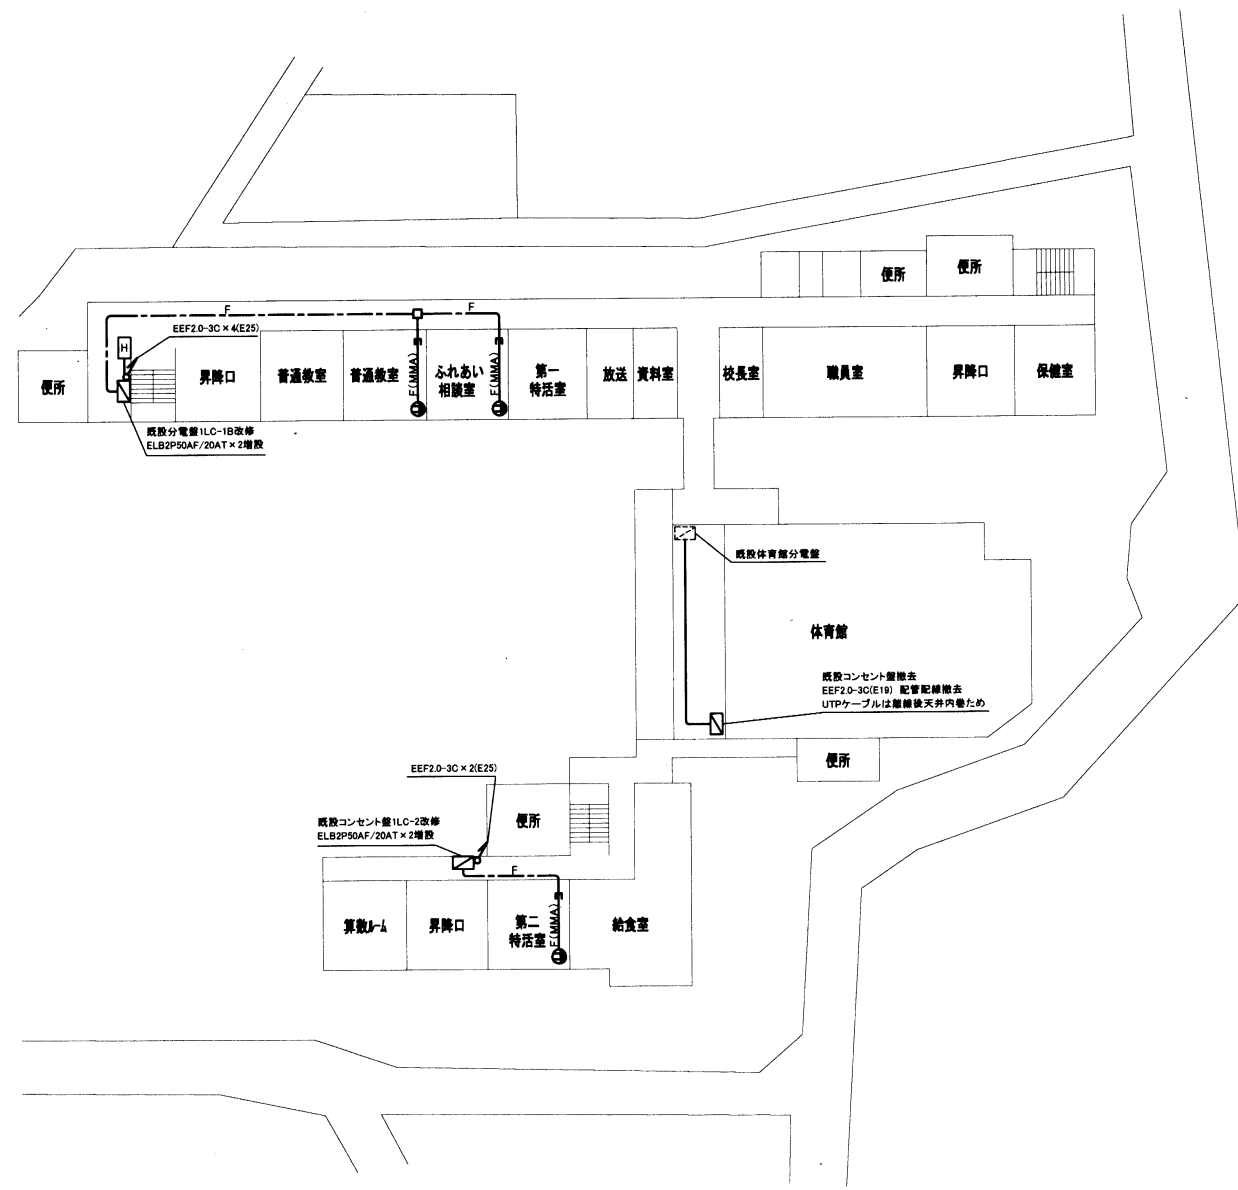 便所
便所
F
F
EEF2.0-3C×4(E25)
H
便所
昇降口
普通教室
普通教室
F(MMA)
ふれあい
相談室
F(MMA)
第一
特活室
放送
資料室
校長室
職員室
昇降口
保健室
既設分電盤1LC-1B改修
ELB2P50AF/20AT×2増設
既設体育館分電盤
体育館
既設コンセント盤撤去
EEF2.0-3C(E19) 配管配線撤去
UTPケーブルは離線後天井内巻ため
便所
EEF2.0-3C×2(E25)
既設コンセント盤1LC-2改修
ELB2P50AF/20AT×2増設
便所
F
算数ルーム
昇降口
第二
特活室
F(MMA)
給食室